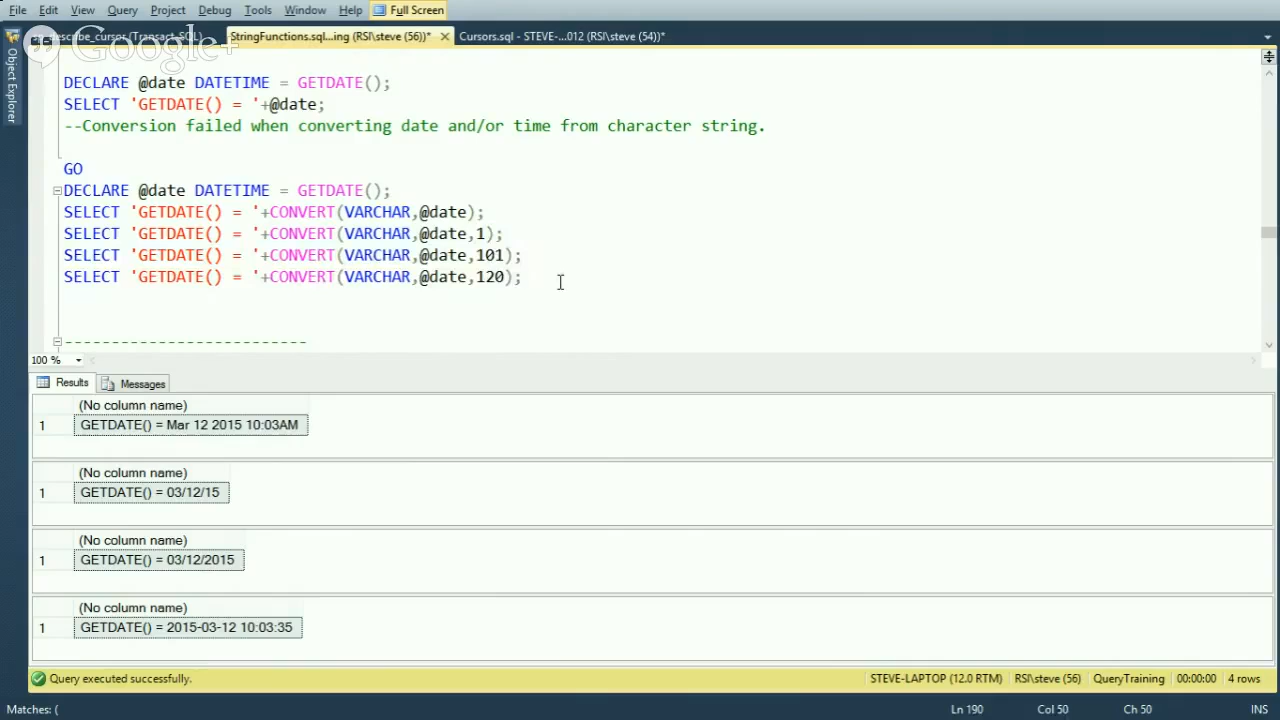 File Edit View Query Project Debug Tools Window Help Full Screen
sp_describe_cursor (Transact-SQL) StringFunctions.sql...ing (RSI\steve (56))* Cursors.sql - STEVE-...012 (RSI\steve (54))*
Google+
Object Explorer
DECLARE @date DATETIME = GETDATE();
SELECT 'GETDATE() = '+@date;
--Conversion failed when converting date and/or time from character string.
GO
DECLARE @date DATETIME = GETDATE();
SELECT 'GETDATE() = '+CONVERT(VARCHAR,@date);
SELECT 'GETDATE() = '+CONVERT(VARCHAR,@date,1);
SELECT 'GETDATE() = '+CONVERT(VARCHAR,@date,101);
SELECT 'GETDATE() = '+CONVERT(VARCHAR,@date,120);
--------------------------
100 %
Results Messages
(No column name)
1 GETDATE() = Mar 12 2015 10:03AM
(No column name)
1 GETDATE() = 03/12/15
(No column name)
1 GETDATE() = 03/12/2015
(No column name)
1 GETDATE() = 2015-03-12 10:03:35
Query executed successfully. STEVE-LAPTOP (12.0 RTM) RSI\steve (56) QueryTraining 00:00:00 4 rows
Matches: ( Ln 190 Col 50 Ch 50 INS